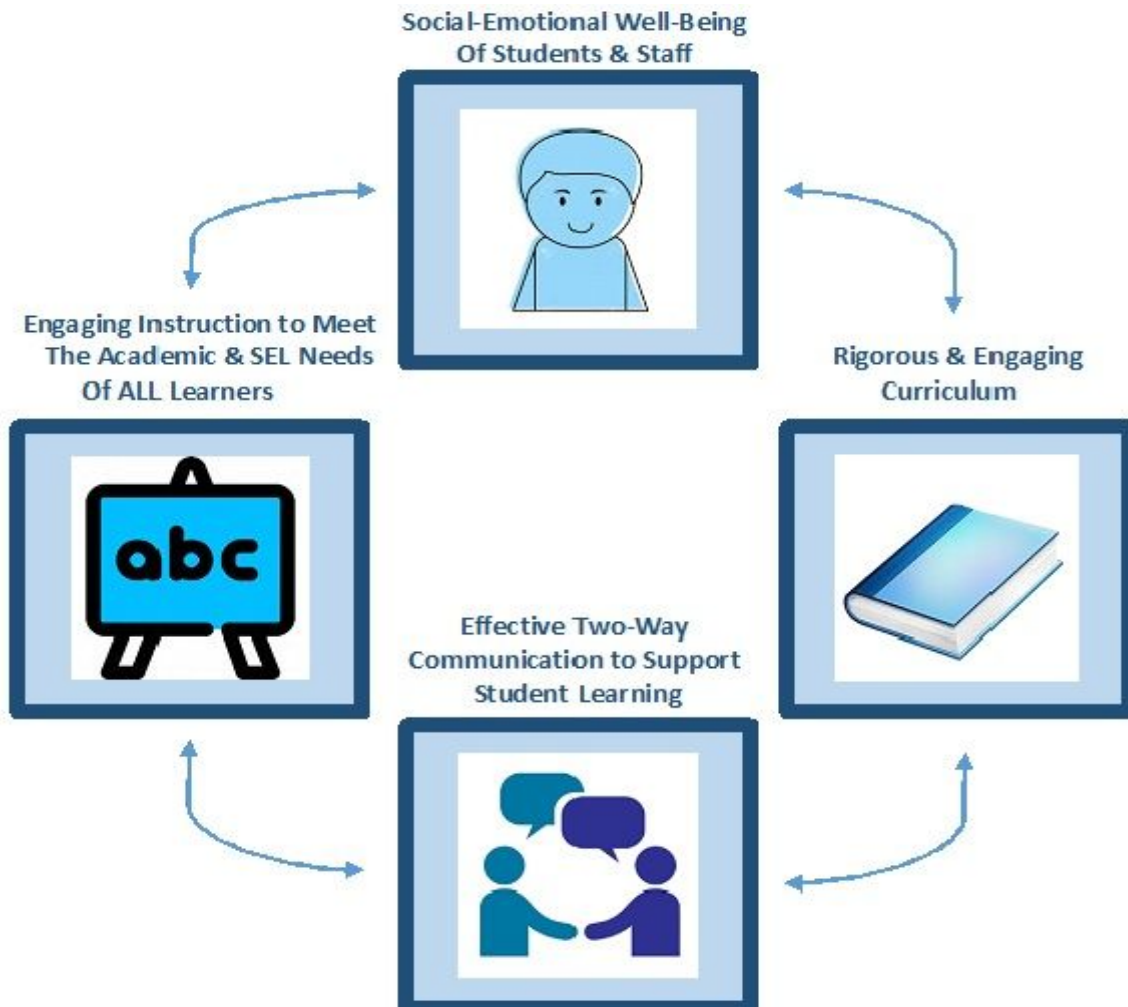 Social-Emotional Well-Being
Of Students & Staff
Engaging Instruction to Meet
The Academic & SEL Needs
Of ALL Learners
abc
Rigorous & Engaging
Curriculum
Effective Two-Way
Communication to Support
Student Learning